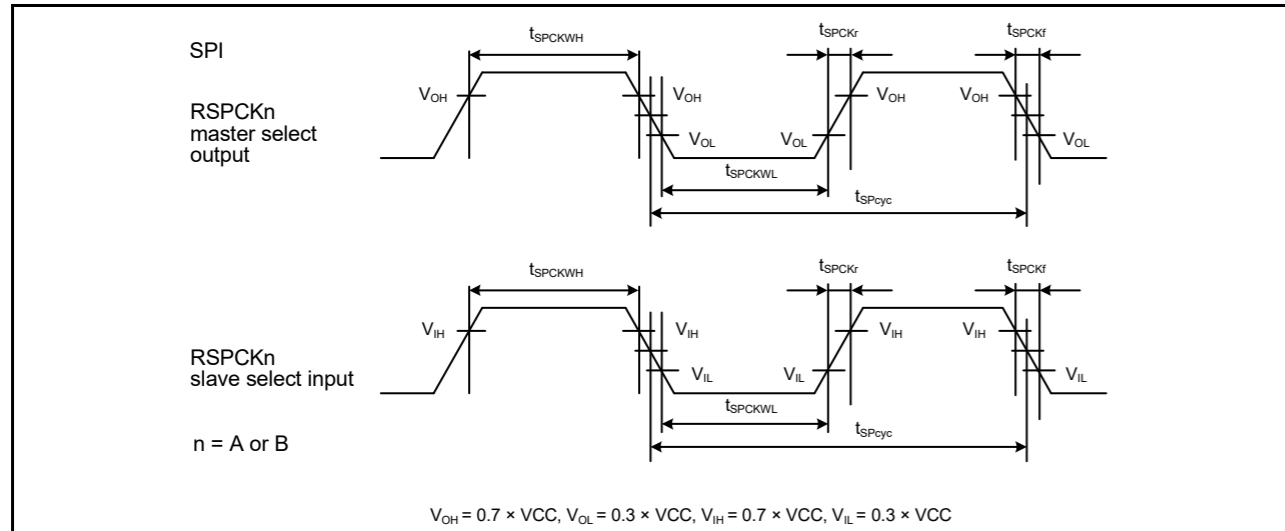 SPI
tSPCKWH
tSPCKr
tSPCKf
RSPCKn
master select
output
VOH
VOH
VOH
VOH
VOL
VOL
VOL
tSPCKWL
tSPcyc
tSPCKWH
tSPCKr
tSPCKf
RSPCKn
slave select input
VIH
VIH
VIH
VIH
VIL
VIL
VIL
tSPCKWL
tSPcyc
n = A or B
VOH = 0.7 × VCC, VOL = 0.3 × VCC, VIH = 0.7 × VCC, VIL = 0.3 × VCC